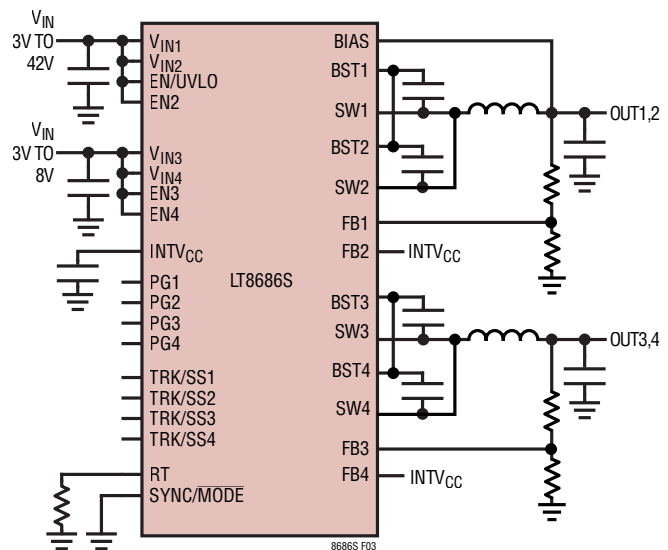 VIN
3V TO
42V
VIN1
VIN2
EN/UVLO
EN2
VIN
3V TO
8V
VIN3
VIN4
EN3
EN4
INTVCC
PG1
PG2
PG3
PG4
TRK/SS1
TRK/SS2
TRK/SS3
TRK/SS4
RT
SYNC/MODE
LT8686S
BIAS
BST1
SW1
BST2
SW2
FB1
FB2
INTVCC
BST3
SW3
BST4
SW4
FB3
FB4
INTVCC
OUT1,2
OUT3,4
8686S F03